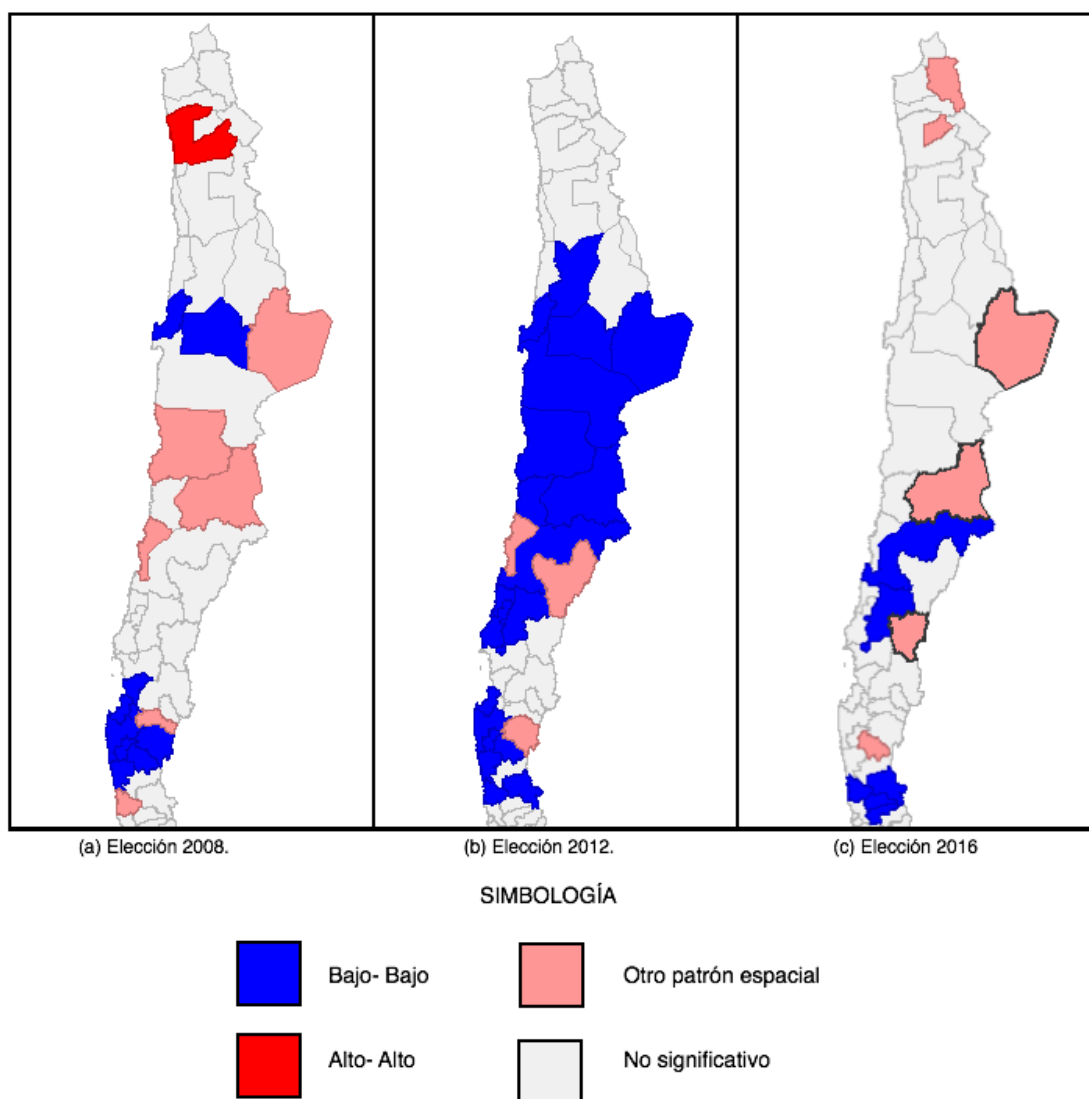 (a) Elección 2008.
(b) Elección 2012.
(c) Elección 2016
SIMBOLOGÍA
Bajo- Bajo
Otro patrón espacial
Alto- Alto
No significativo